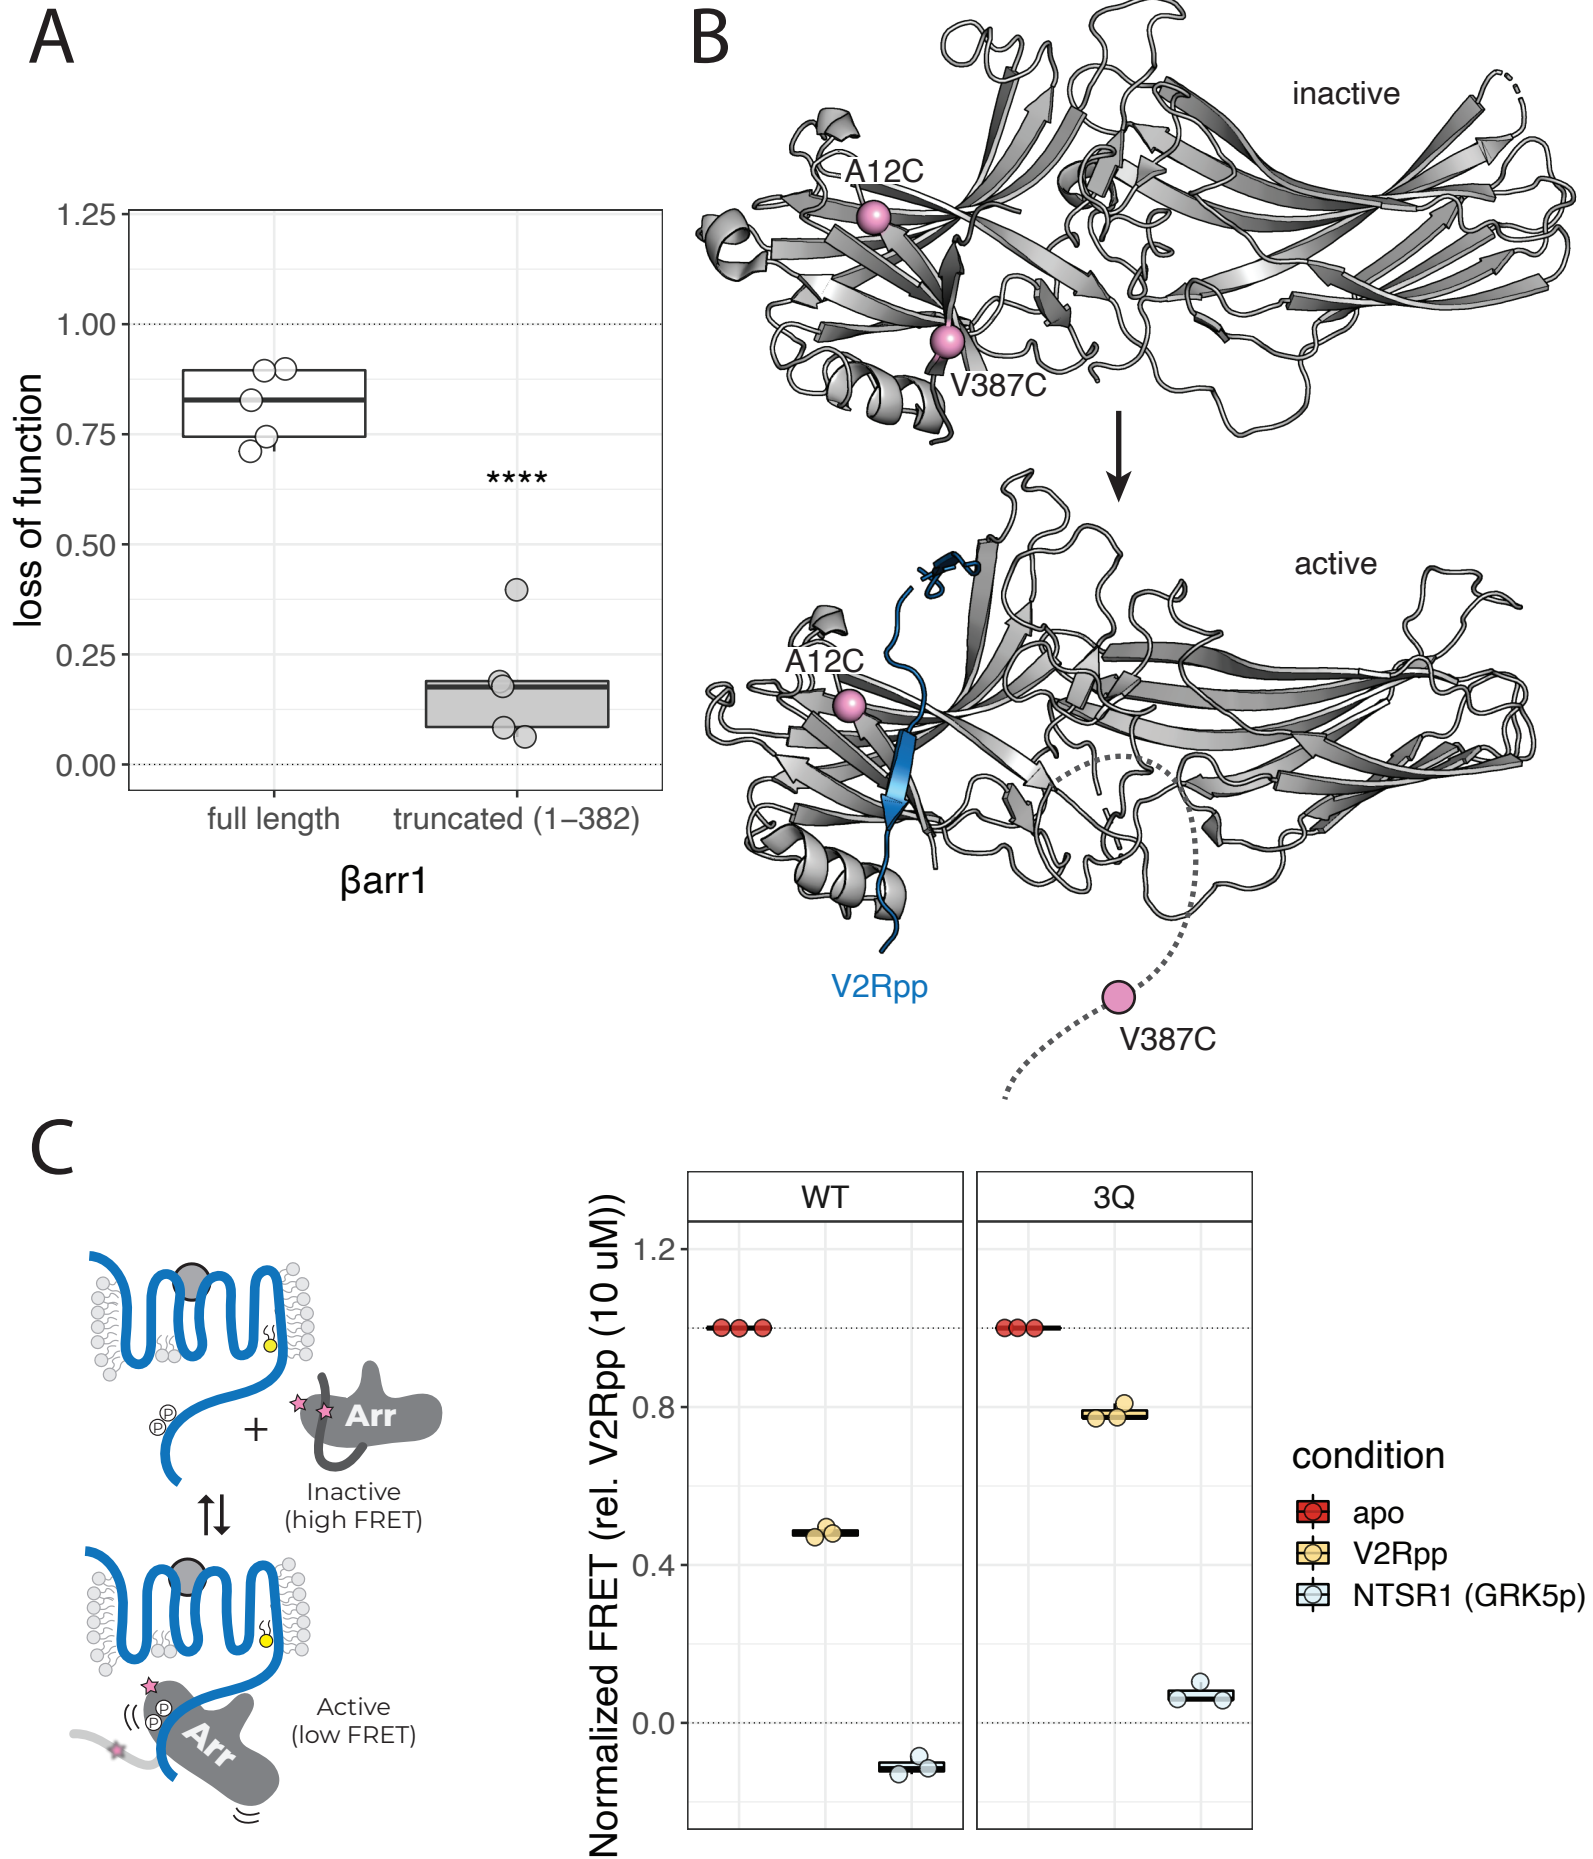 A
loss of function
1.25
1.00
0.75
0.50
0.25
0.00
****
full length
truncated (1−382)
βarr1
B
inactive
A12C
V387C
active
A12C
V2Rpp
V387C
C
P
P
+
Arr
Inactive
(high FRET)
P
P
Arr
Active
(low FRET)
Normalized FRET (rel. V2Rpp (10 uM))
WT
3Q
1.2
0.8
0.4
0.0
condition
apo
V2Rpp
NTSR1 (GRK5p)